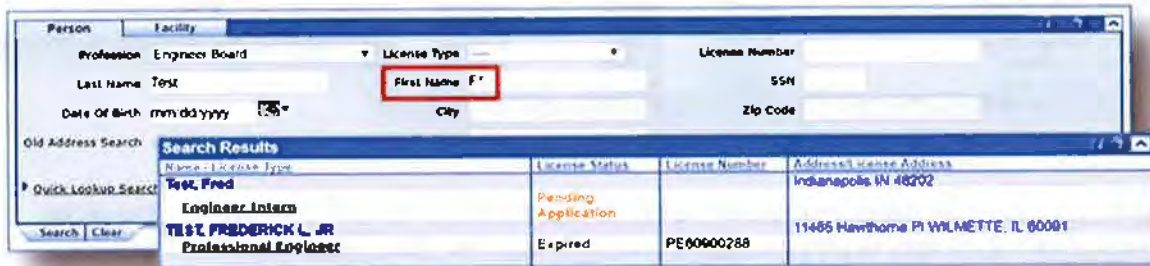 Person Facility
Profession Engineer Board License Type --- License Number
Last Name Test First Name F* SSN
Date Of Birth mm/dd/yyyy City Zip Code
Old Address Search
Search Results
Name - License Type License Status License Number Address/License Address
Quick Lookup Search
Test, Fred Indianapolis IN 46202
Engineer Intern Pending Application
TEST, FREDERICK L, JR 11465 Hawthorne Pl WILMETTE, IL 60091
Professional Engineer Expired PE60900288
Search Clear